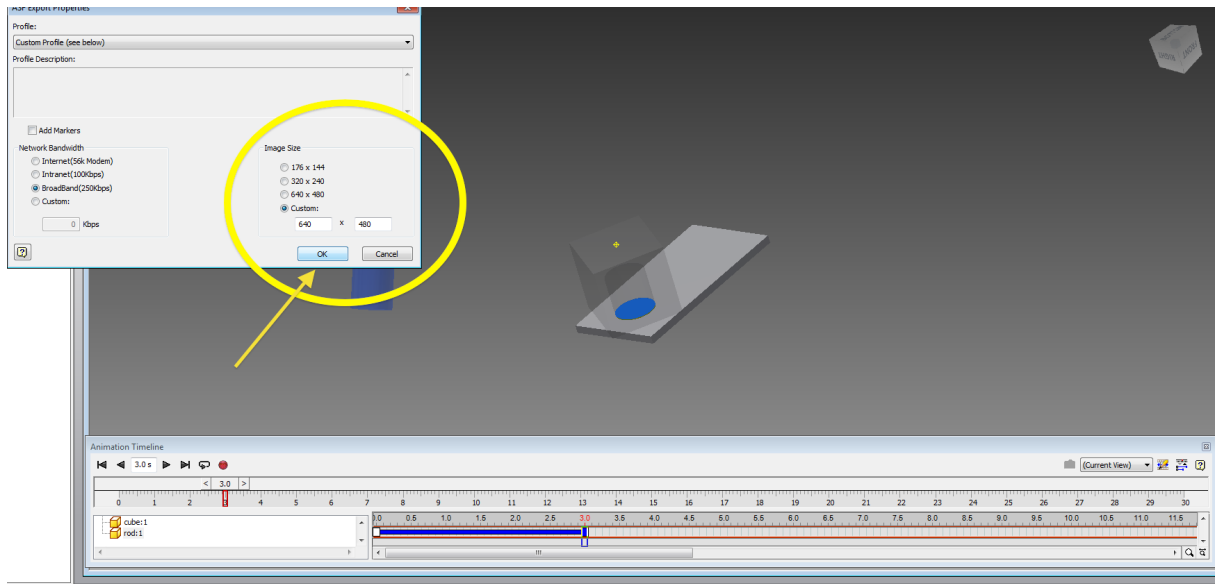 ASF Export Properties
Profile:
Custom Profile (see below)
Profile Description:
Add Markers
Network Bandwidth
Internet(56k Modem)
Intranet(100Kbps)
BroadBand(250Kbps)
Custom:
0 Kbps
Image Size
176 x 144
320 x 240
640 x 480
Custom:
640 x 480
OK Cancel
Animation Timeline
3.0 s (Current View)
< 3.0 >
0 1 2 3 4 5 6 7 8 9 10 11 12 13 14 15 16 17 18 19 20 21 22 23 24 25 26 27 28 29 30
0.5 1.0 1.5 2.0 2.5 3.0 3.5 4.0 4.5 5.0 5.5 6.0 6.5 7.0 7.5 8.0 8.5 9.0 9.5 10.0 10.5 11.0 11.5
cube:1
rod:1